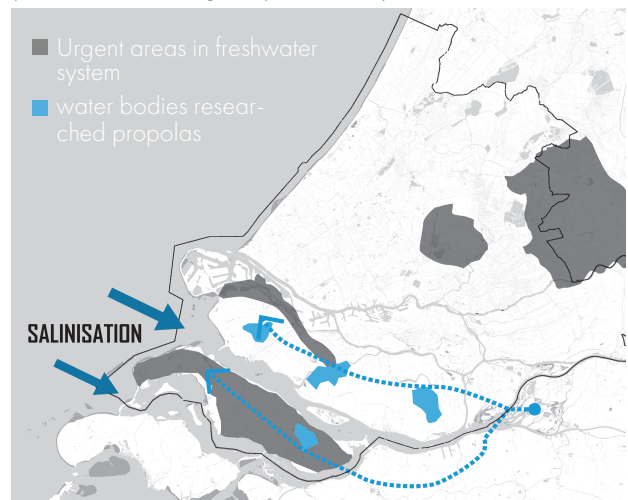 Urgent areas in freshwater
system
water bodies resear-
ched propolas
SALINISATION